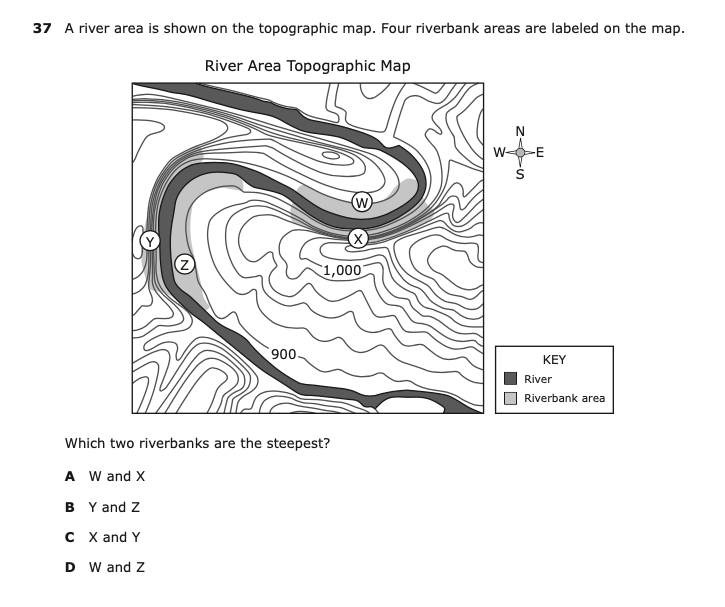 37 A river area is shown on the topographic map. Four riverbank areas are labeled on the map.
River Area Topographic Map
N
W E
S
W
X
Y
Z
1,000
900
KEY
River
Riverbank area
Which two riverbanks are the steepest?
A W and X
B Y and Z
C X and Y
D W and Z